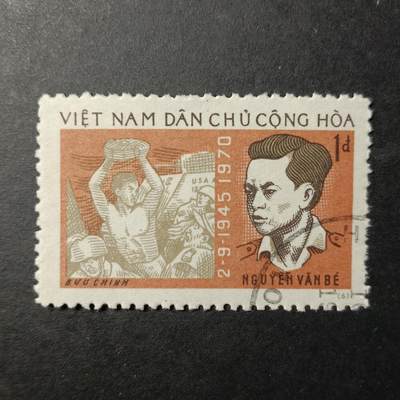 VIỆT NAM DÂN CHỦ CỘNG HÒA
1đ
USA
2-9-1945 1970
NGUYỄN VĂN BÉ
BƯU CHÍNH